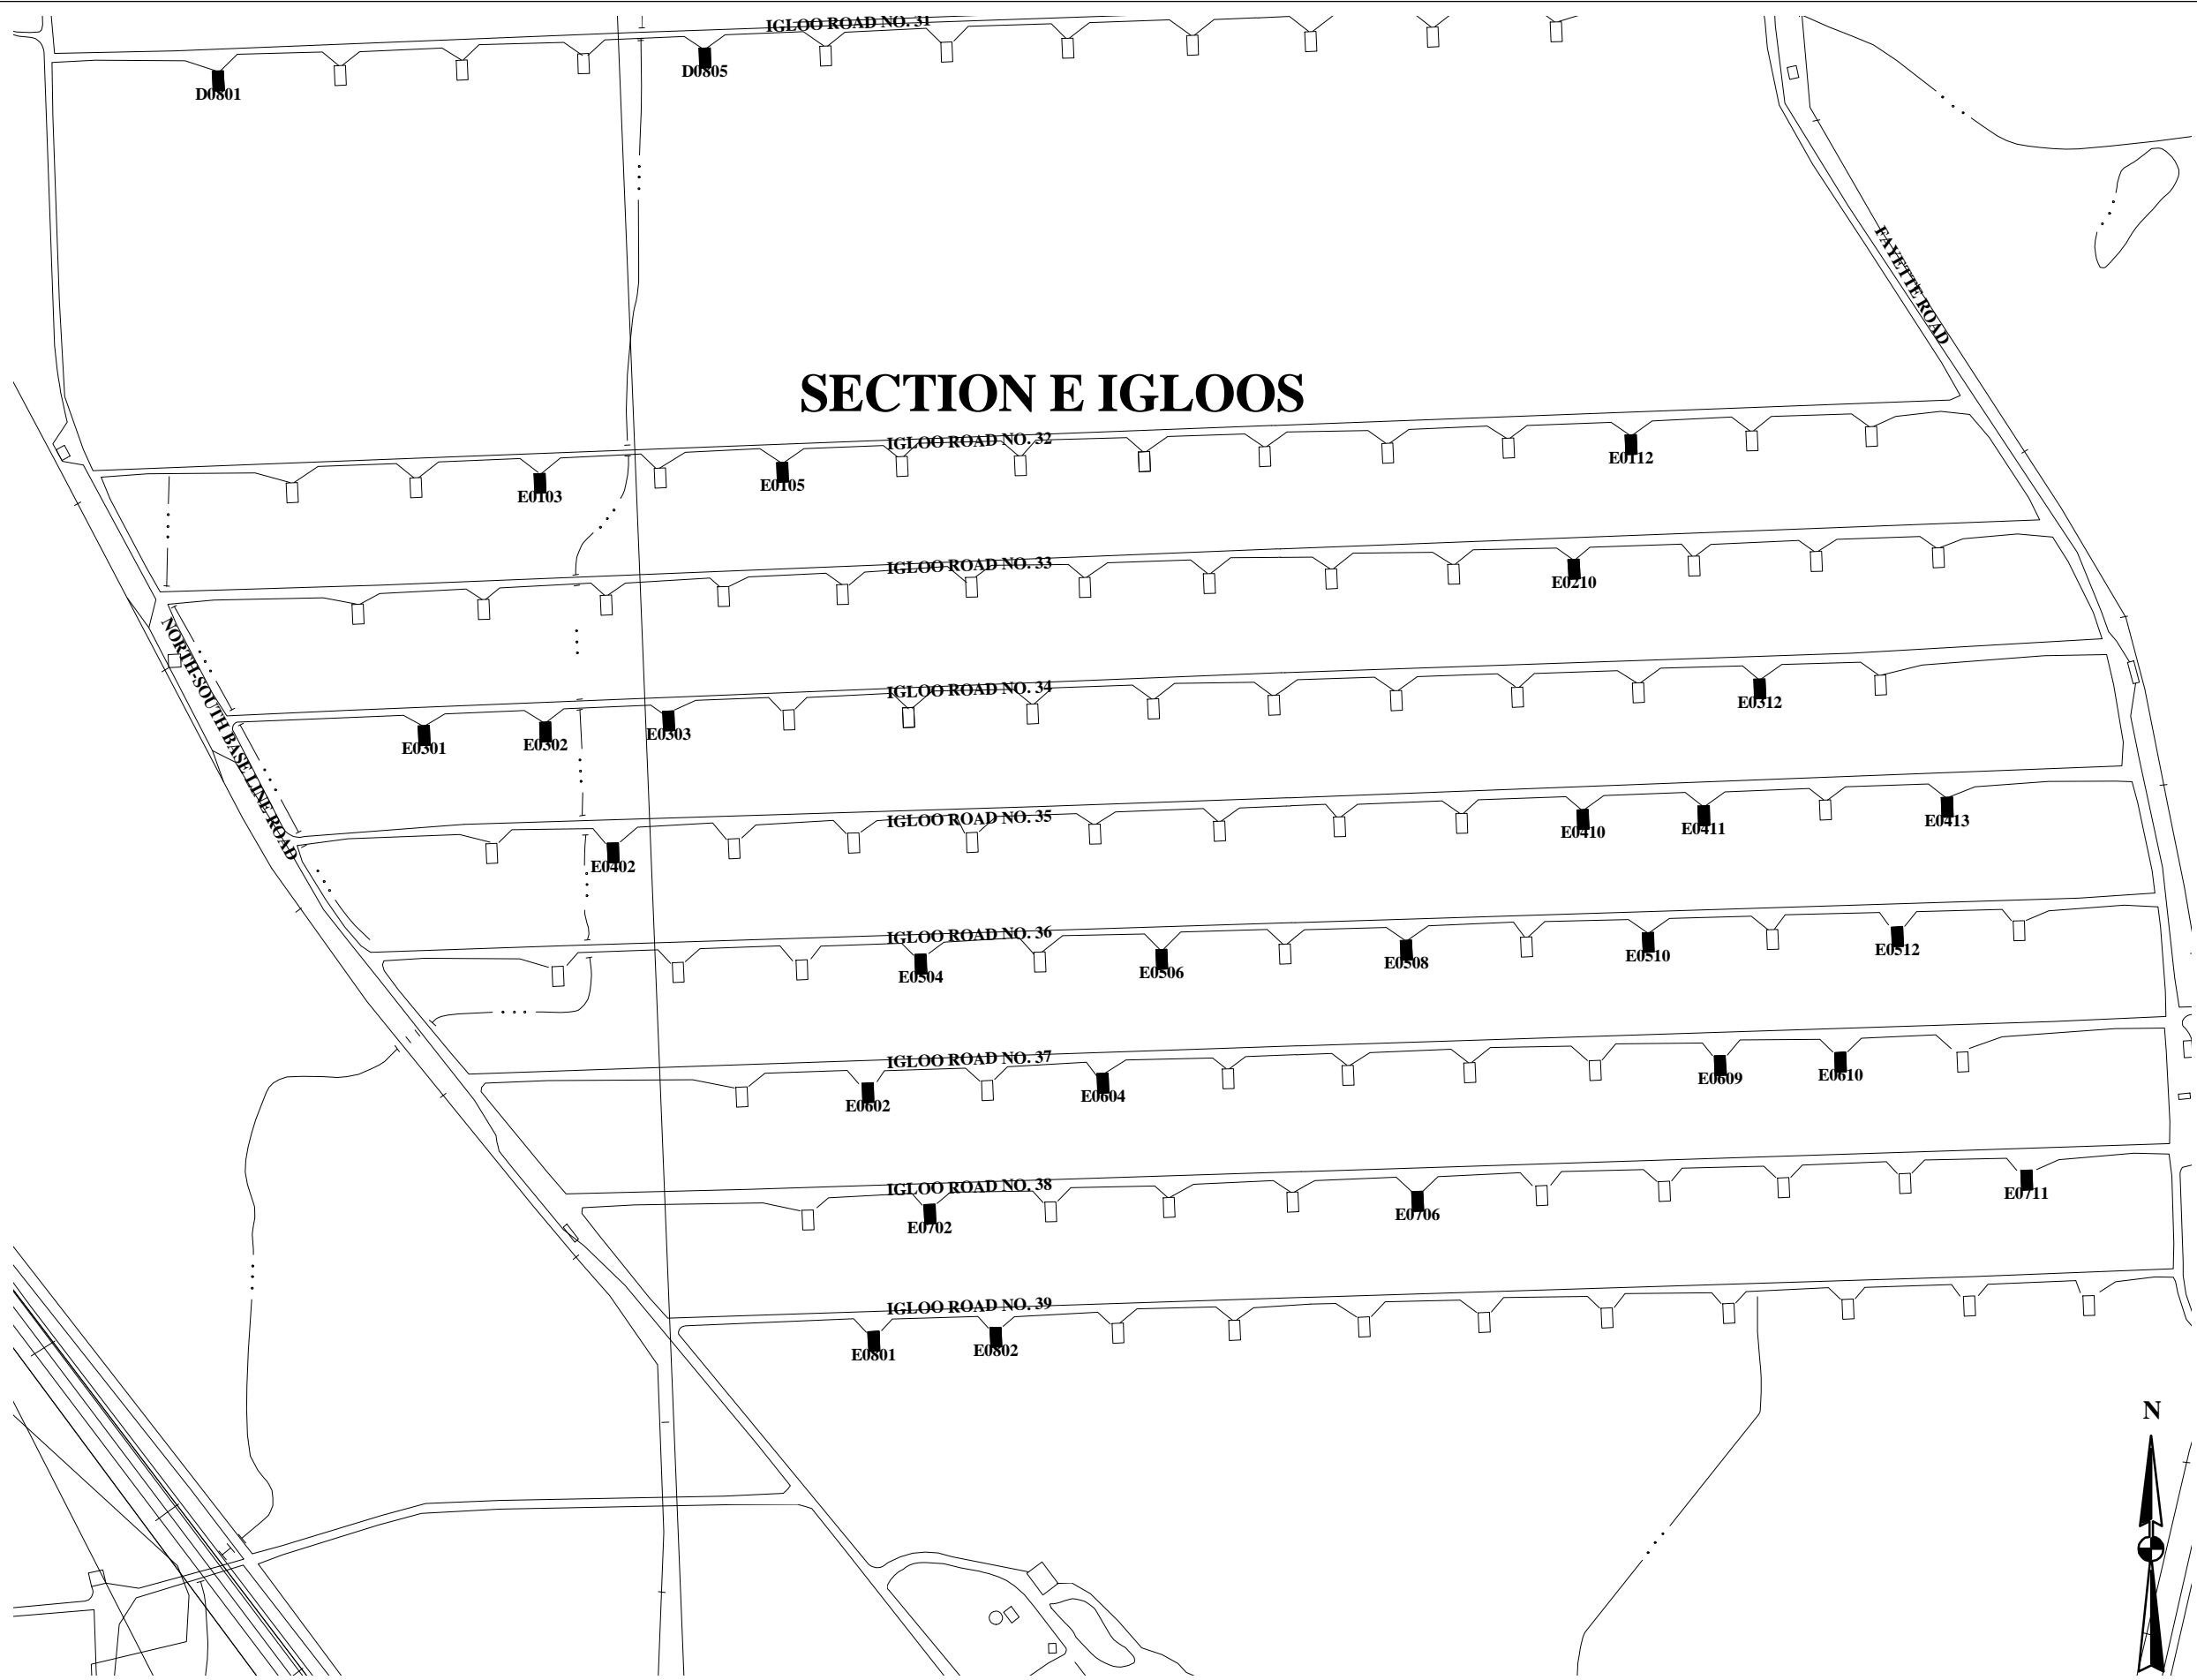 IGLOO ROAD NO. 31
D0801
D0805
FAYETTE ROAD
SECTION E IGLOOS
IGLOO ROAD NO. 32
E0103
E0105
E0112
IGLOO ROAD NO. 33
E0210
NORTH-SOUTH BASE LINE ROAD
IGLOO ROAD NO. 34
E0301
E0302
E0303
E0312
IGLOO ROAD NO. 35
E0402
E0410
E0411
E0413
IGLOO ROAD NO. 36
E0504
E0506
E0508
E0510
E0512
IGLOO ROAD NO. 37
E0602
E0604
E0609
E0610
IGLOO ROAD NO. 38
E0702
E0706
E0711
IGLOO ROAD NO. 39
E0801
E0802
N